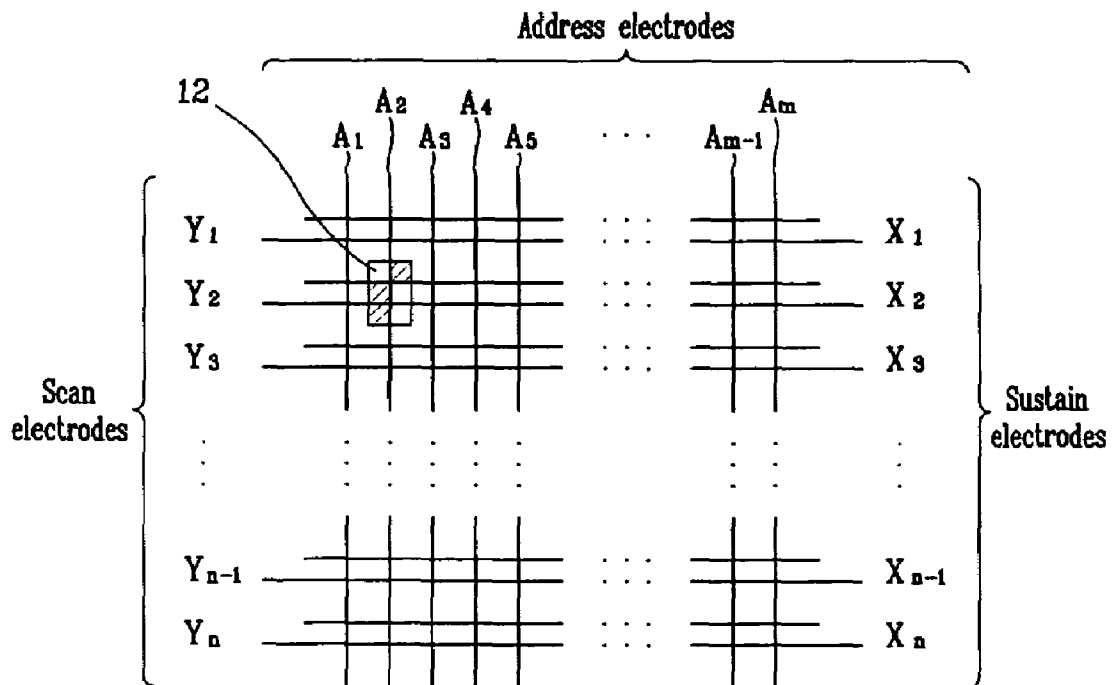 Address electrodes
12
A1 A2 A3 A4 A5 . . . Am-1 Am
Y1 X1
Y2 X2
Y3 X3
Scan electrodes
Sustain electrodes
Yn-1 Xn-1
Yn Xn